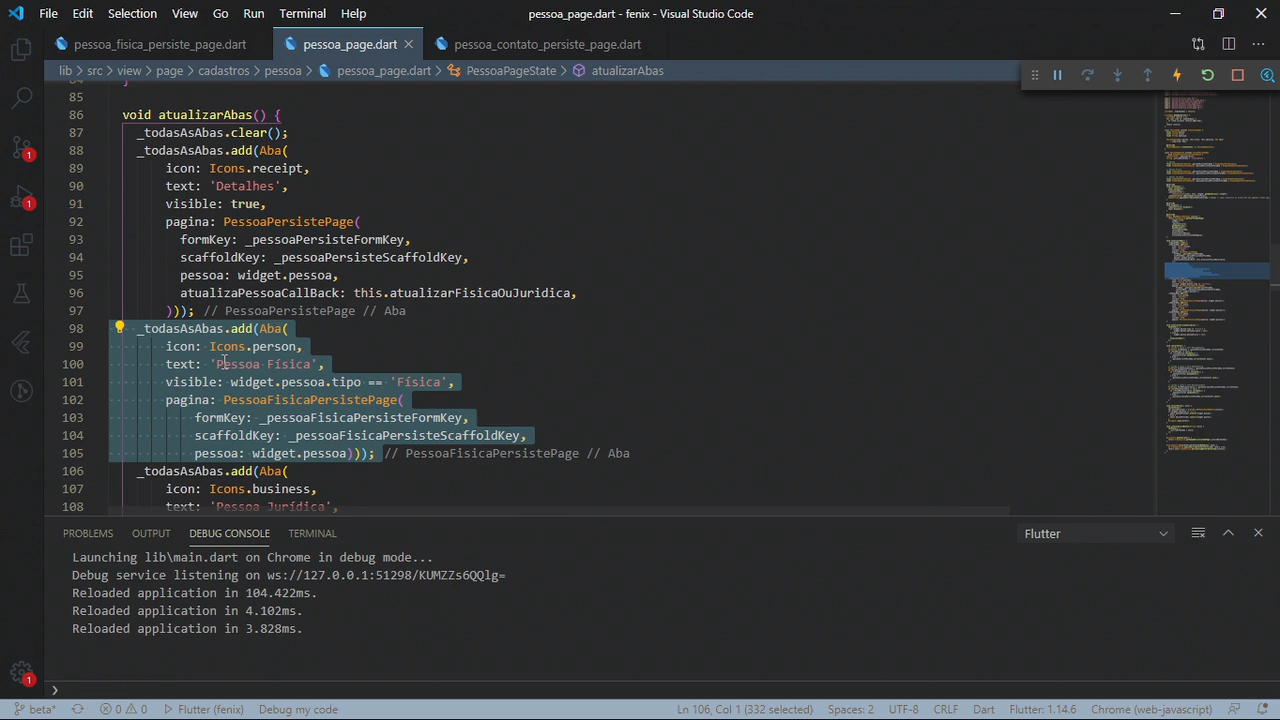 File Edit Selection View Go Run Terminal Help pessoa_page.dart - fenix - Visual Studio Code
pessoa_fisica_persiste_page.dart pessoa_page.dart pessoa_contato_persiste_page.dart
lib > src > view > page > cadastros > pessoa > pessoa_page.dart > PessoaPageState > atualizarAbas
85
86 void atualizarAbas() {
87 _todasAsAbas.clear();
88 _todasAsAbas.add(Aba(
89 icon: Icons.receipt,
90 text: 'Detalhes',
91 visible: true,
92 pagina: PessoaPersistePage(
93 formKey: _pessoaPersisteFormKey,
94 scaffoldKey: _pessoaPersisteScaffoldKey,
95 pessoa: widget.pessoa,
96 atualizaPessoaCallBack: this.atualizarFisicaJuridica,
97 ))); // PessoaPersistePage // Aba
98 _todasAsAbas.add(Aba(
99 icon: Icons.person,
100 text: 'Pessoa Física',
101 visible: widget.pessoa.tipo == 'Física',
102 pagina: PessoaFisicaPersistePage(
103 formKey: _pessoaFisicaPersisteFormKey,
104 scaffoldKey: _pessoaFisicaPersisteScaffoldKey,
105 pessoa: widget.pessoa))); // PessoaFisicaPersistePage // Aba
106 _todasAsAbas.add(Aba(
107 icon: Icons.business,
108 text: 'Pessoa Jurídica',
PROBLEMS OUTPUT DEBUG CONSOLE TERMINAL Flutter
Launching lib\main.dart on Chrome in debug mode...
Debug service listening on ws://127.0.0.1:51298/KUMZZs6QQlg=
Reloaded application in 104.422ms.
Reloaded application in 4.102ms.
Reloaded application in 3.828ms.
beta* 0 0 Flutter (fenix) Debug my code Ln 106, Col 1 (332 selected) Spaces: 2 UTF-8 CRLF Dart Flutter: 1.14.6 Chrome (web-javascript)